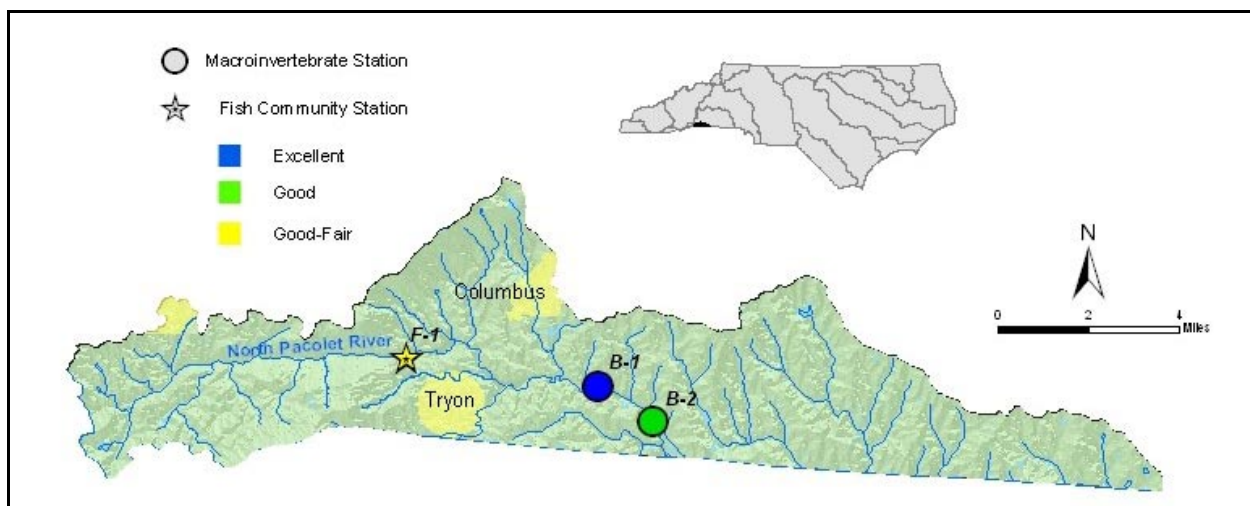 Macroinvertebrate Station
Fish Community Station
Excellent
Good
Good-Fair
N
0 2 4
Miles
Columbus
North Pacolet River
F-1
B-1
Tryon
B-2